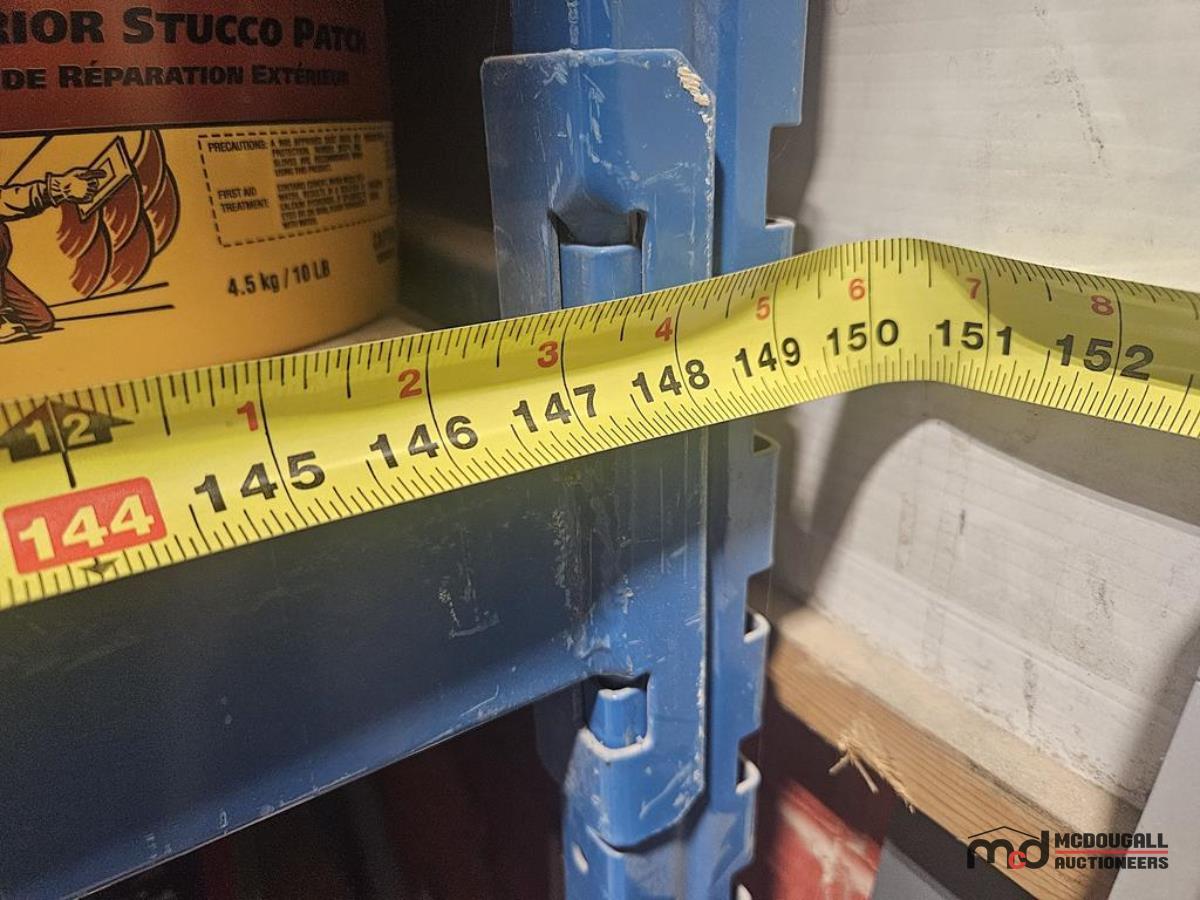 RIOR STUCCO PATCH
DE RÉPARATION EXTÉRIEUR
PRECAUTIONS:
FIRST AID
TREATMENT:
4.5 kg / 10 LB
12 1 2 3 4 5 6 7 8
144 145 146 147 148 149 150 151 152
mcd MCDOUGALL
AUCTIONEERS